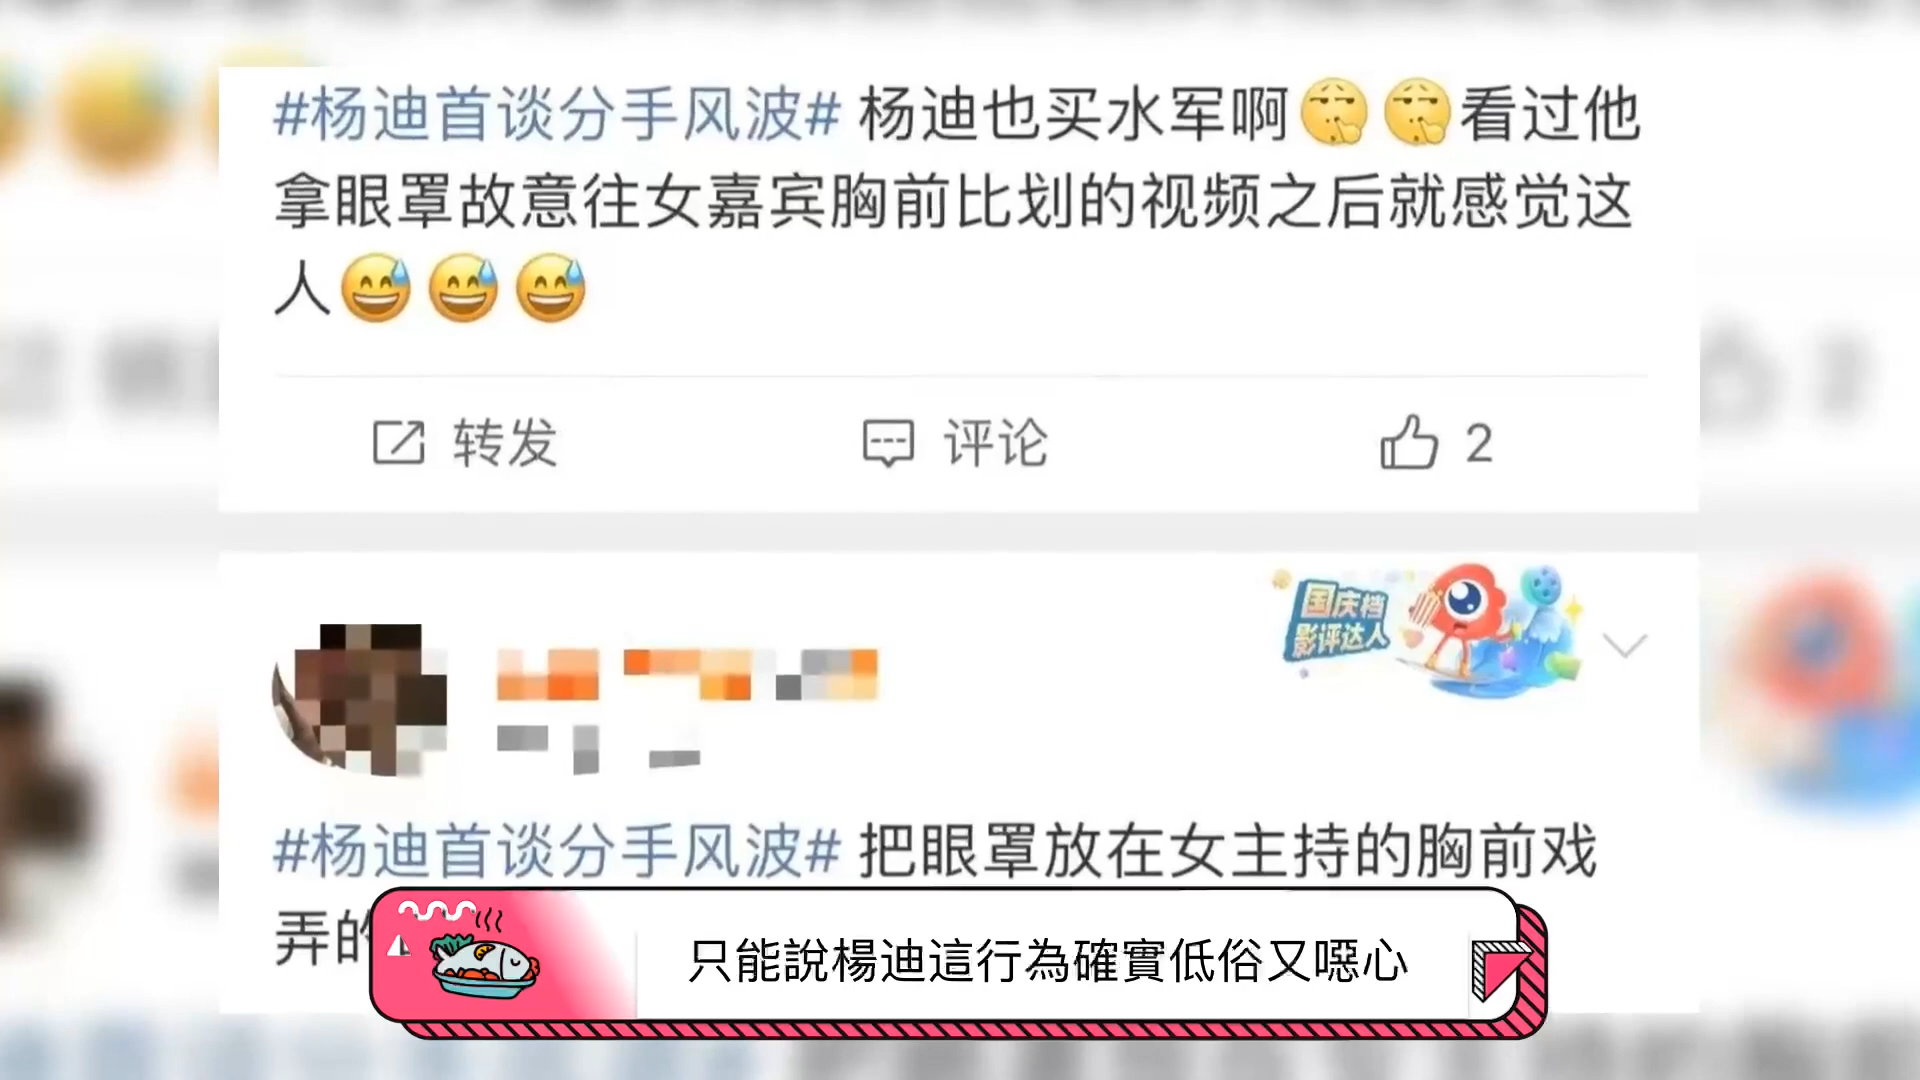 #杨迪首谈分手风波# 杨迪也买水军啊看过他
拿眼罩故意往女嘉宾胸前比划的视频之后就感觉这
人
转发
评论
2
国庆档
影评达人
#杨迪首谈分手风波# 把眼罩放在女主持的胸前戏
弄的
只能說楊迪這行為確實低俗又噁心